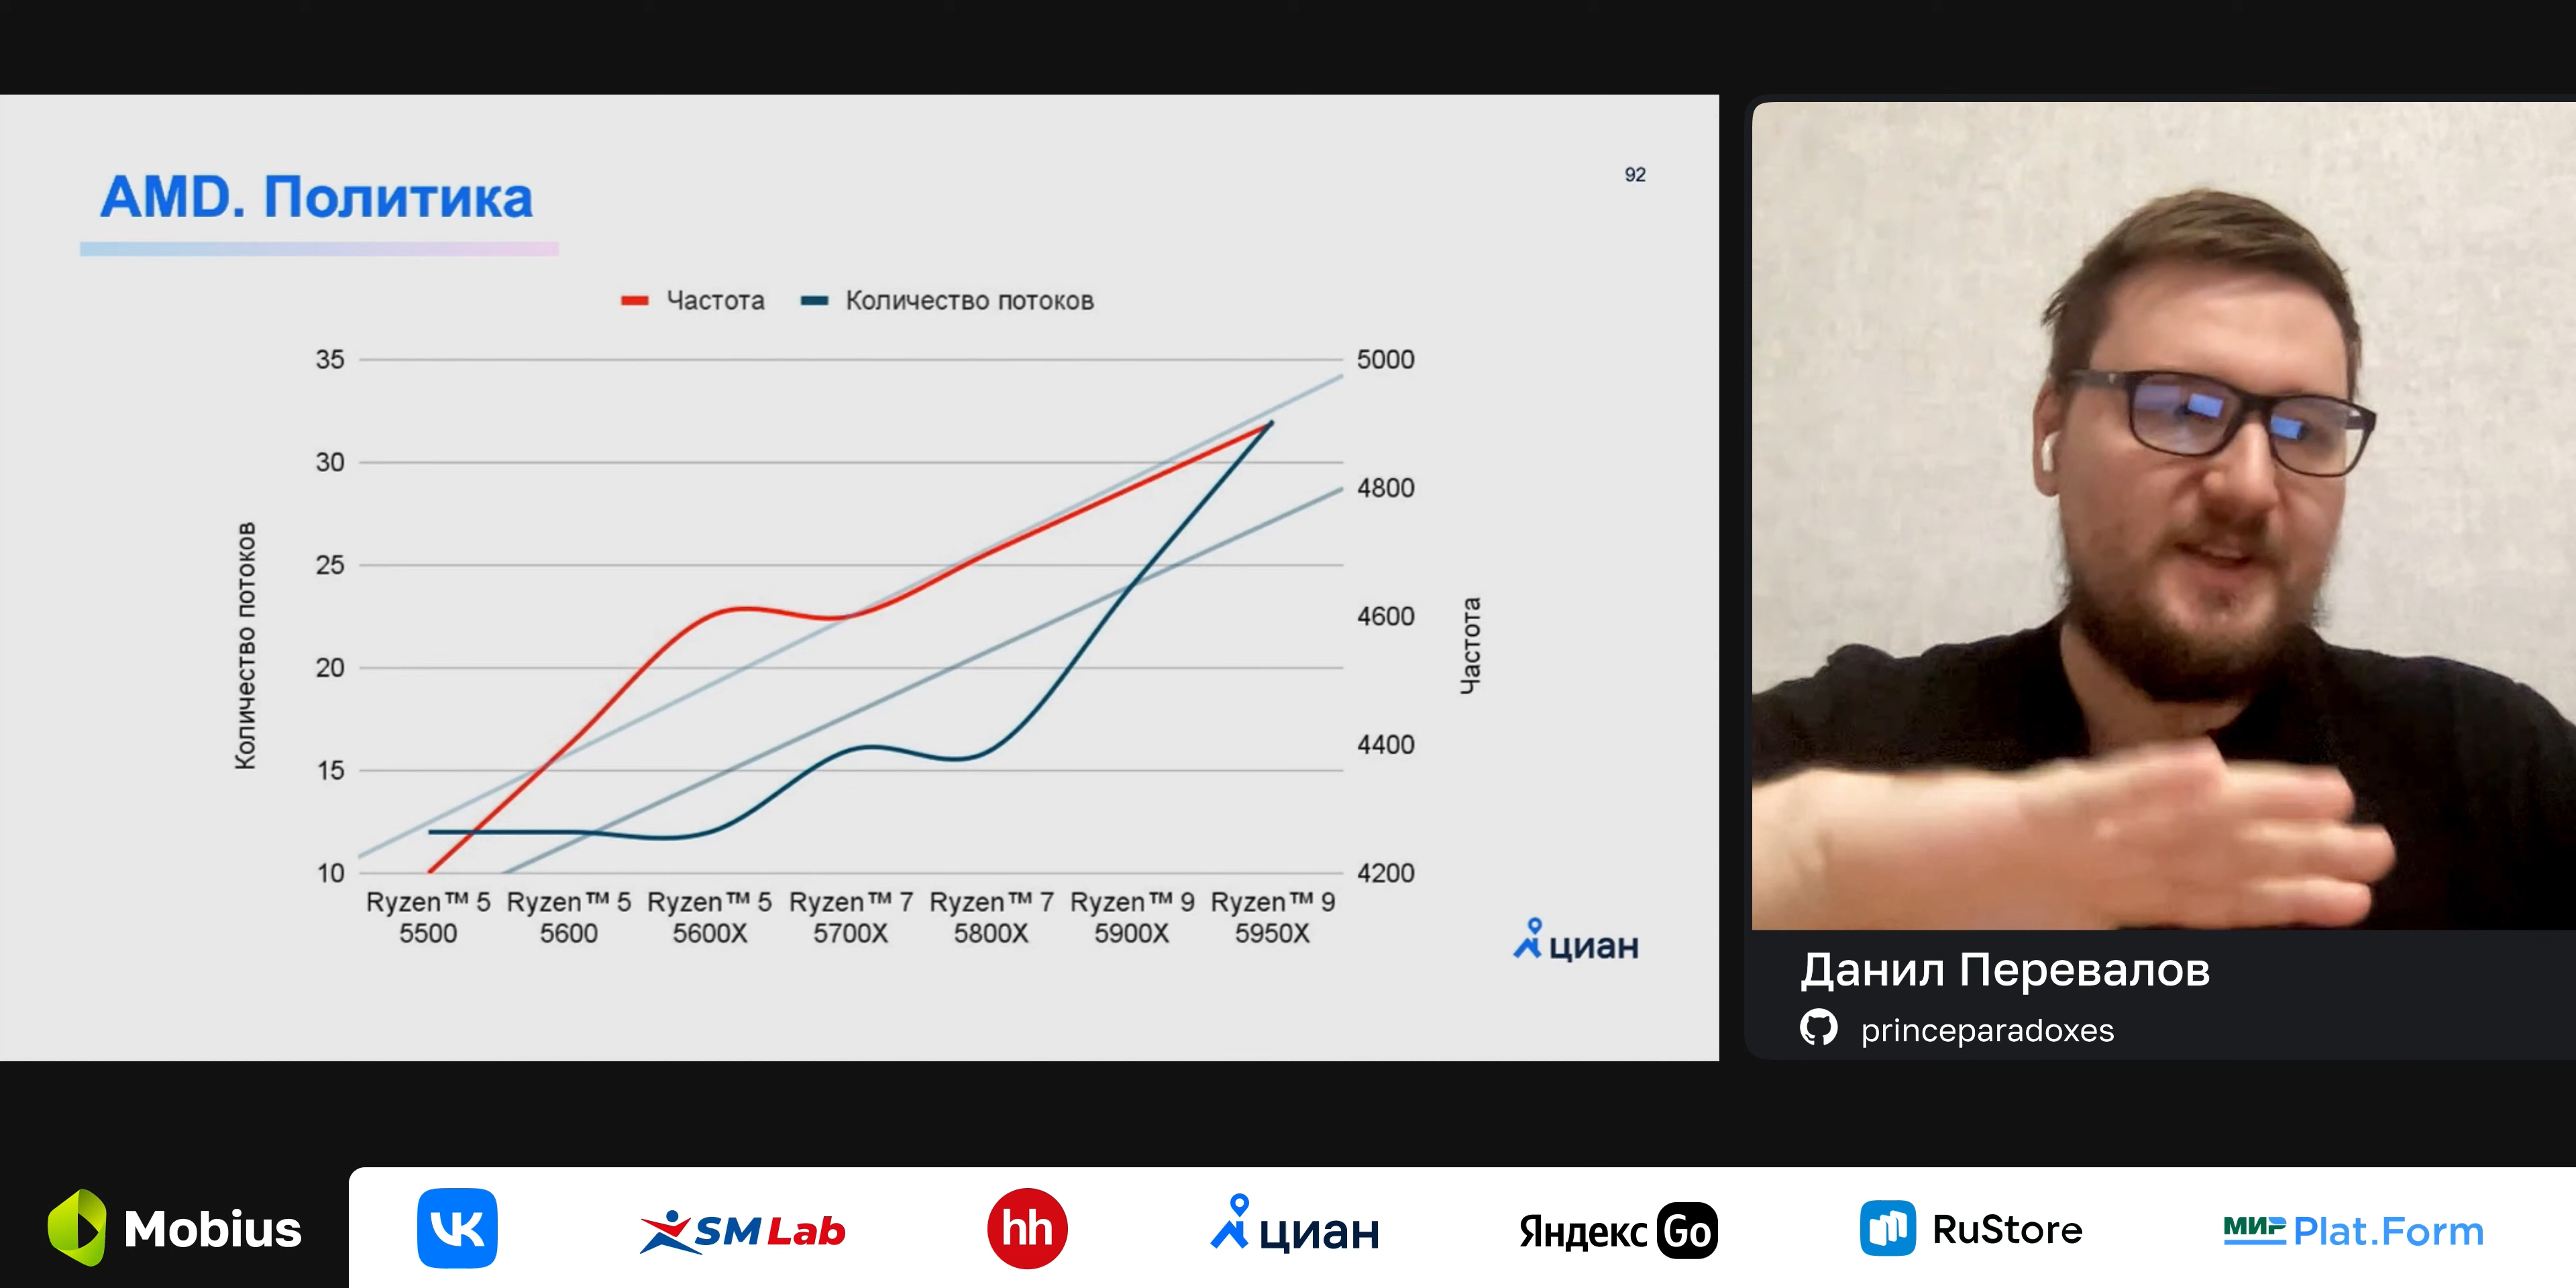 AMD. Политика
92
Частота
Количество потоков
35
30
25
20
15
10
5000
4800
4600
4400
4200
Количество потоков
Частота
Ryzen™ 5 5500
Ryzen™ 5 5600
Ryzen™ 5 5600X
Ryzen™ 7 5700X
Ryzen™ 7 5800X
Ryzen™ 9 5900X
Ryzen™ 9 5950X
циан
Данил Перевалов
princeparadoxes
Mobius
VK
SM Lab
hh
циан
Яндекс Go
RuStore
МИР Plat.Form